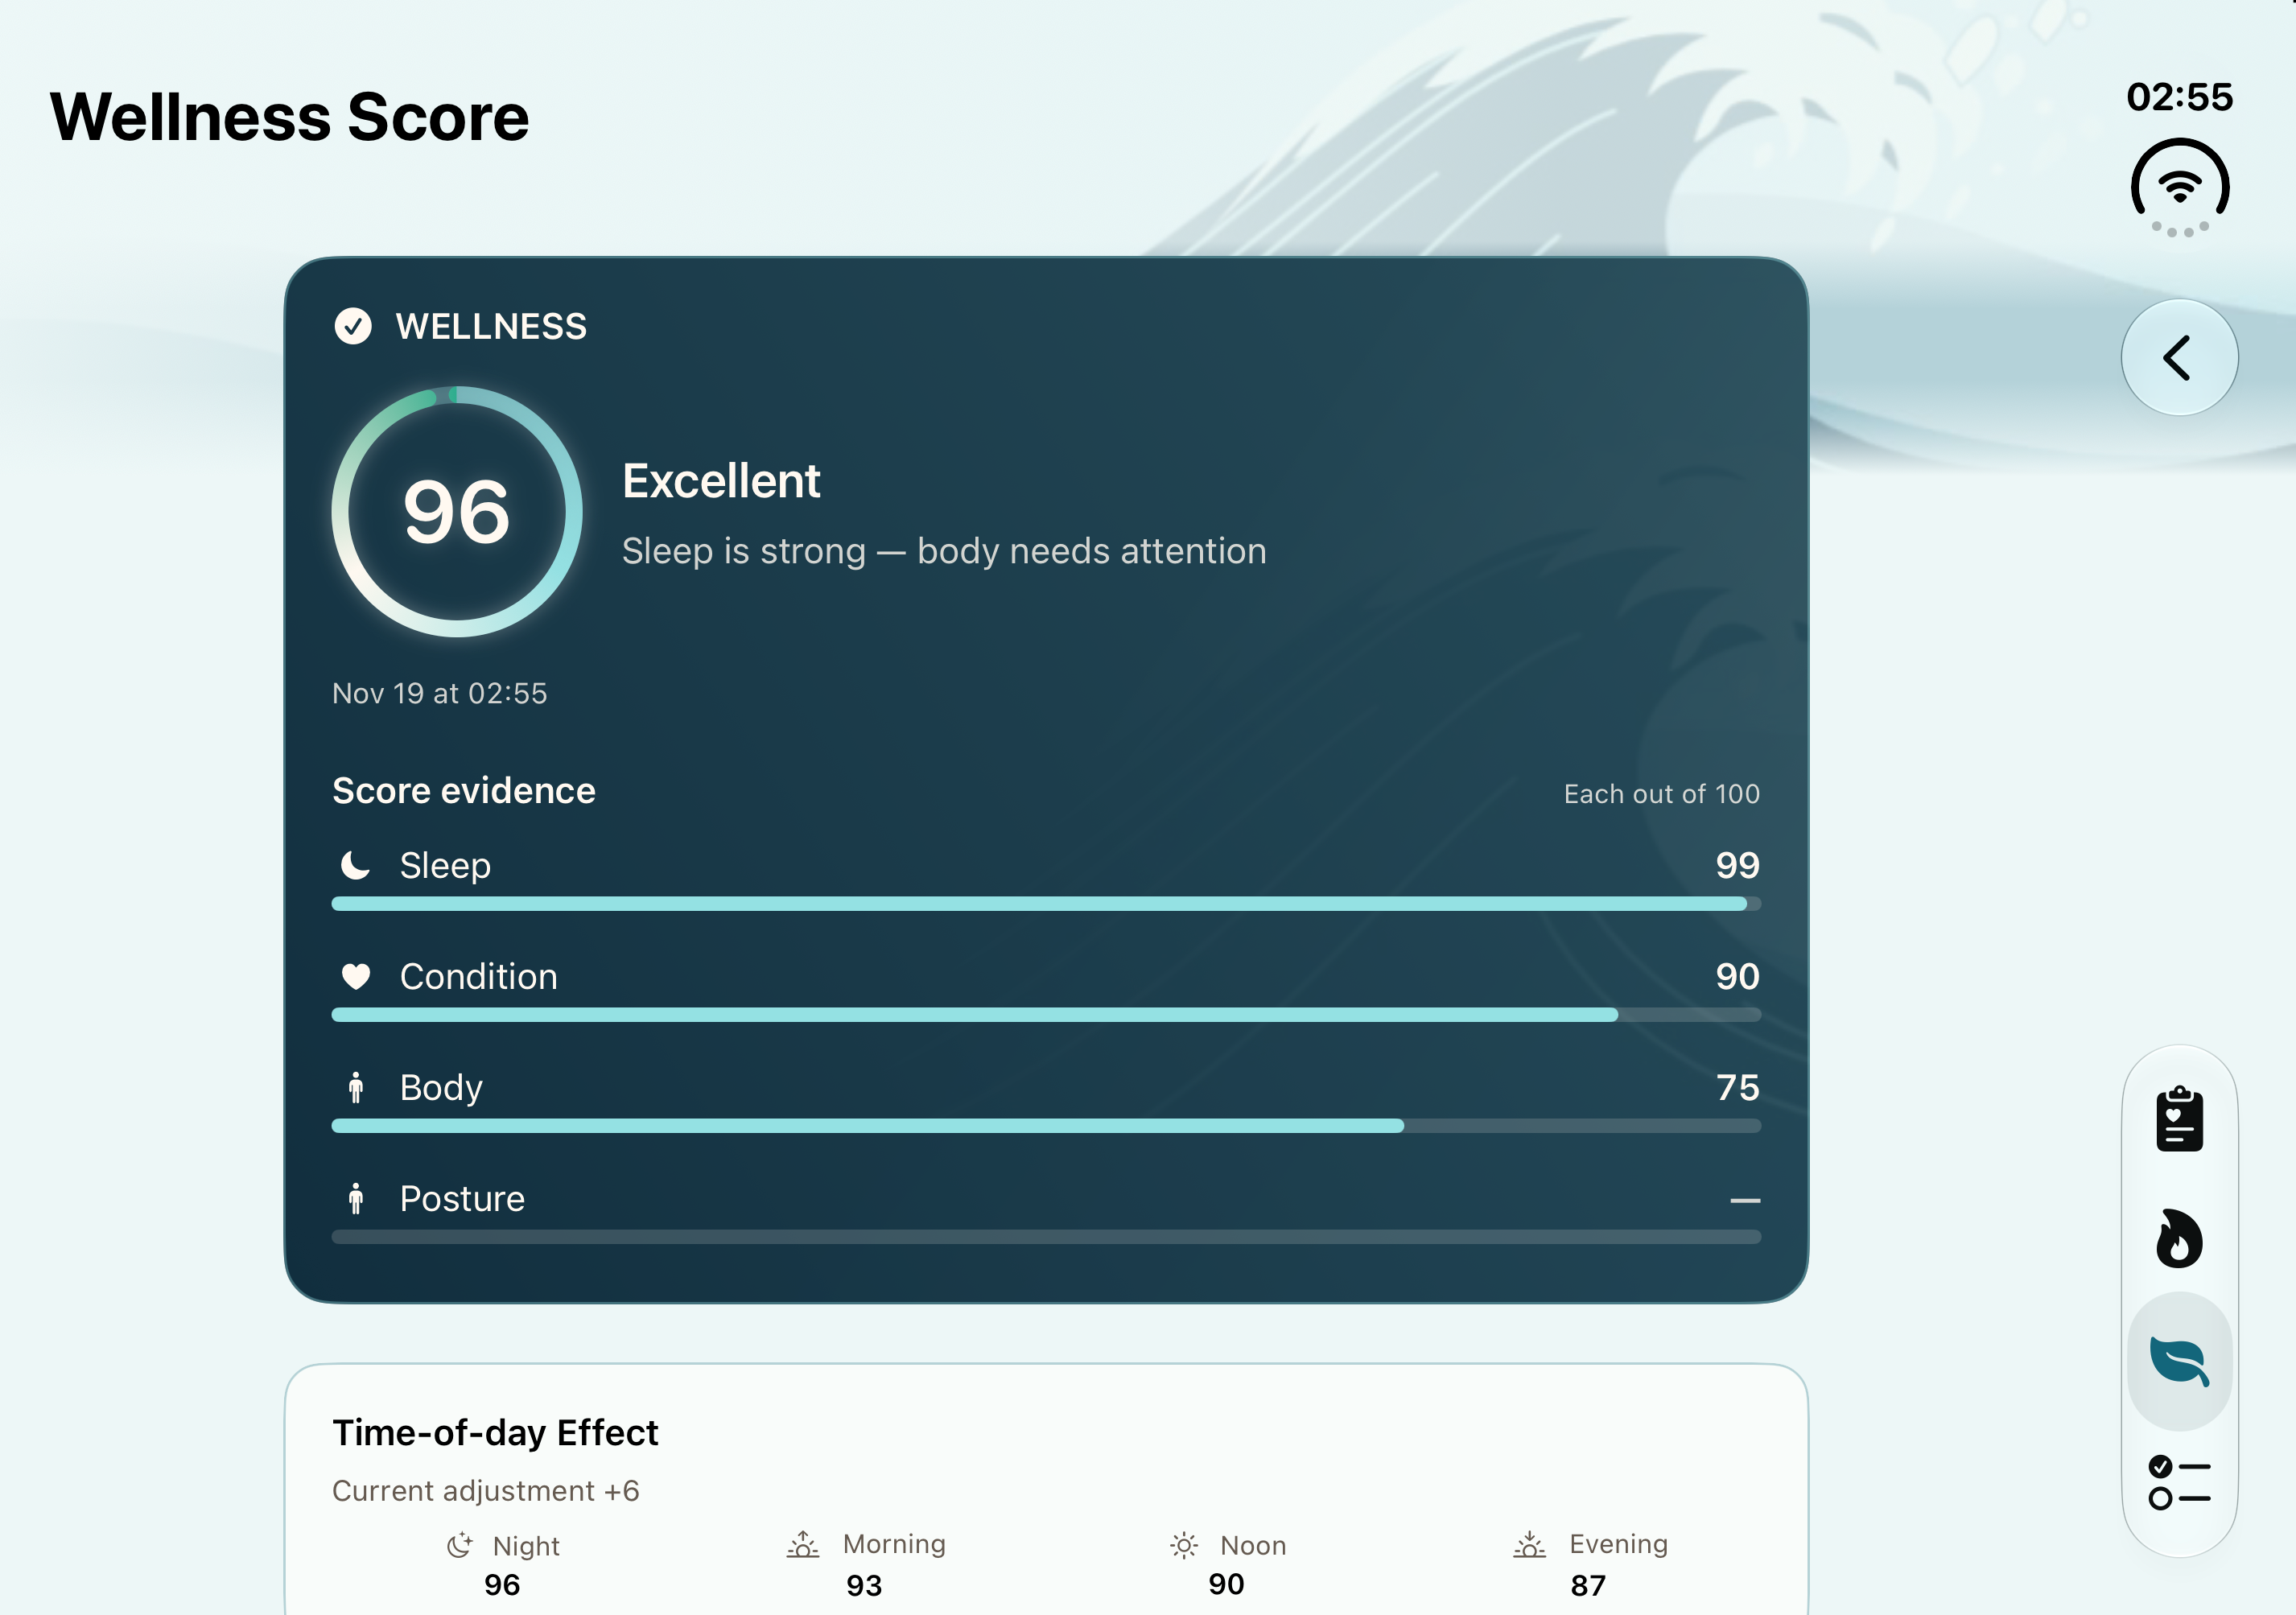 Wellness Score
02:55
WELLNESS
96
Excellent
Sleep is strong — body needs attention
Nov 19 at 02:55
Score evidence
Each out of 100
Sleep
99
Condition
90
Body
75
Posture
—
Time-of-day Effect
Current adjustment +6
Night
96
Morning
93
Noon
90
Evening
87